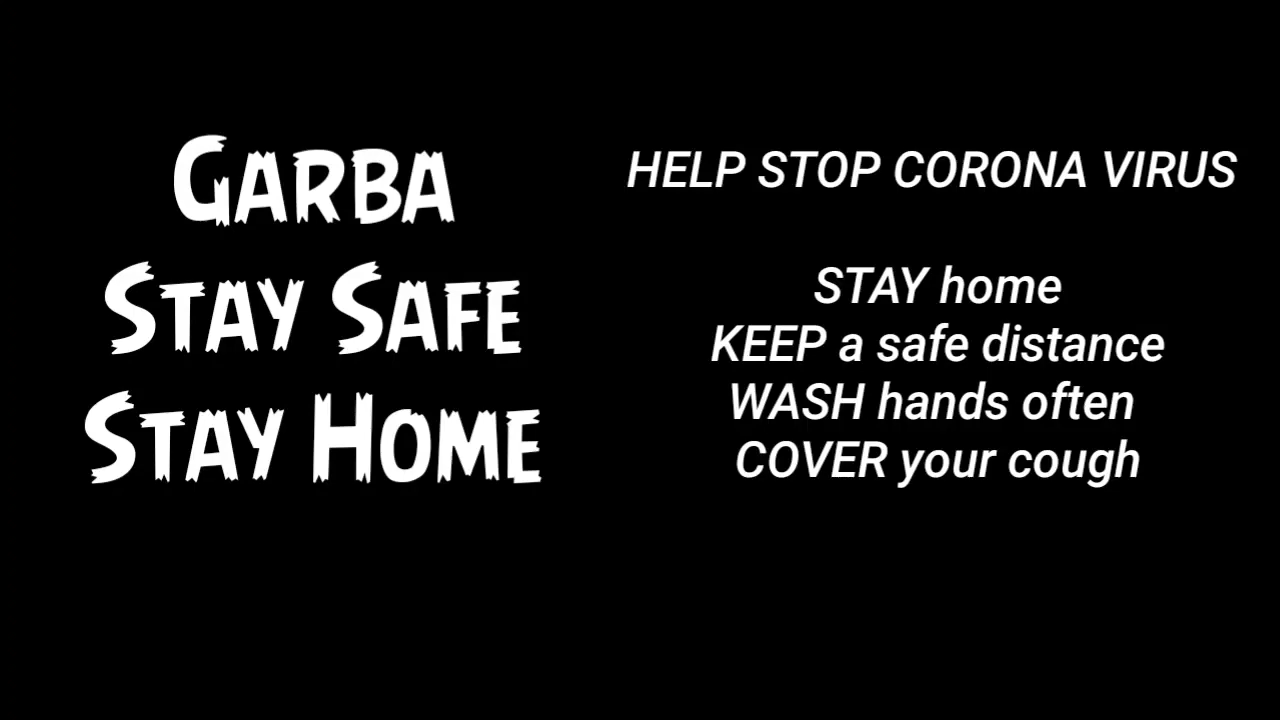 GARBA
STAY SAFE
STAY HOME
HELP STOP CORONA VIRUS
STAY home
KEEP a safe distance
WASH hands often
COVER your cough